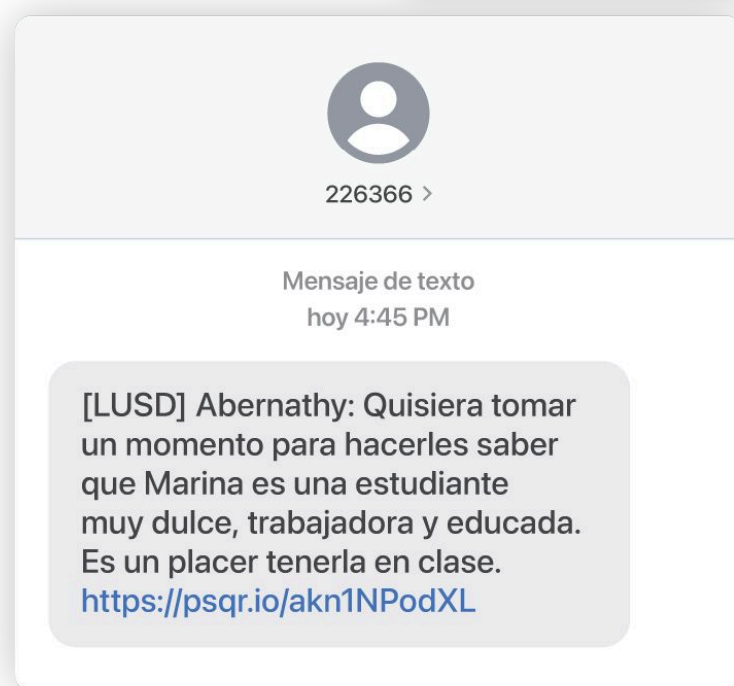 226366 >
Mensaje de texto
hoy 4:45 PM
[LUSD] Abernathy: Quisiera tomar
un momento para hacerles saber
que Marina es una estudiante
muy dulce, trabajadora y educada.
Es un placer tenerla en clase.
https://psqr.io/akn1NPodXL